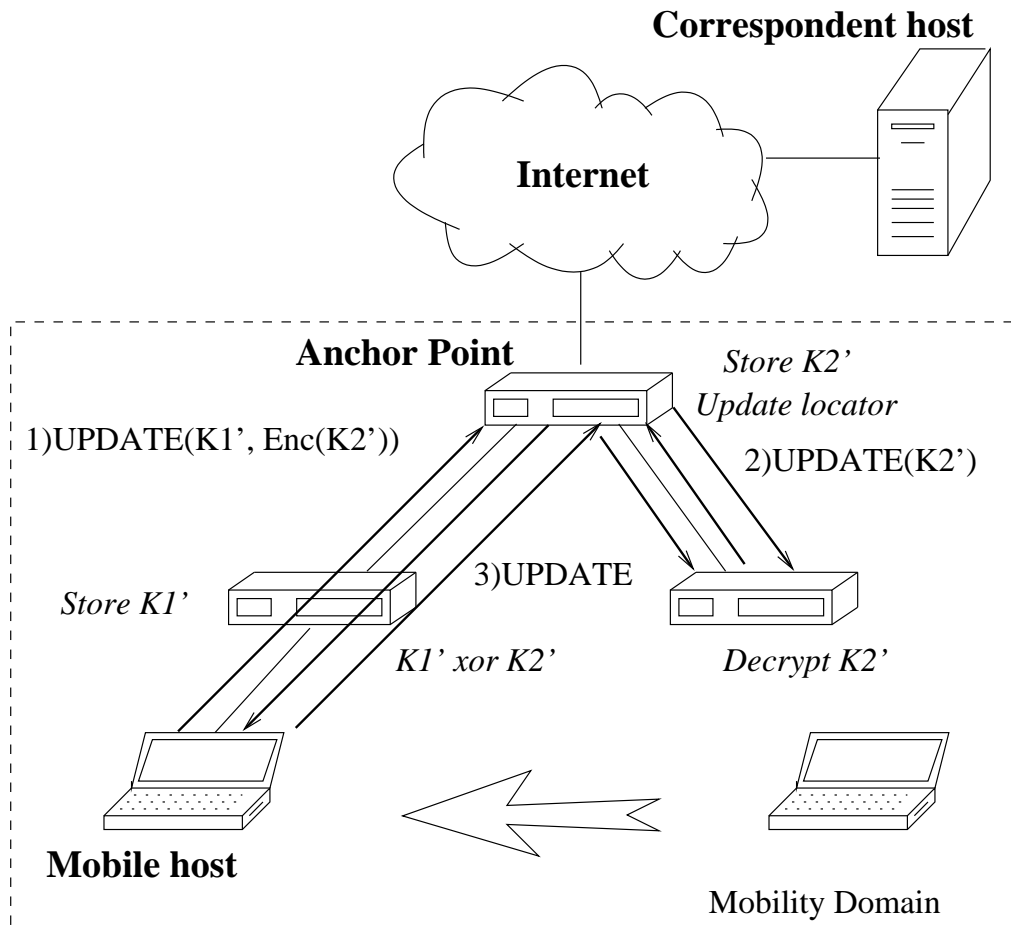 Correspondent host
Internet
Anchor Point
Store K2’
Update locator
1)UPDATE(K1’, Enc(K2’))
2)UPDATE(K2’)
3)UPDATE
Store K1’
K1’ xor K2’
Decrypt K2’
Mobile host
Mobility Domain